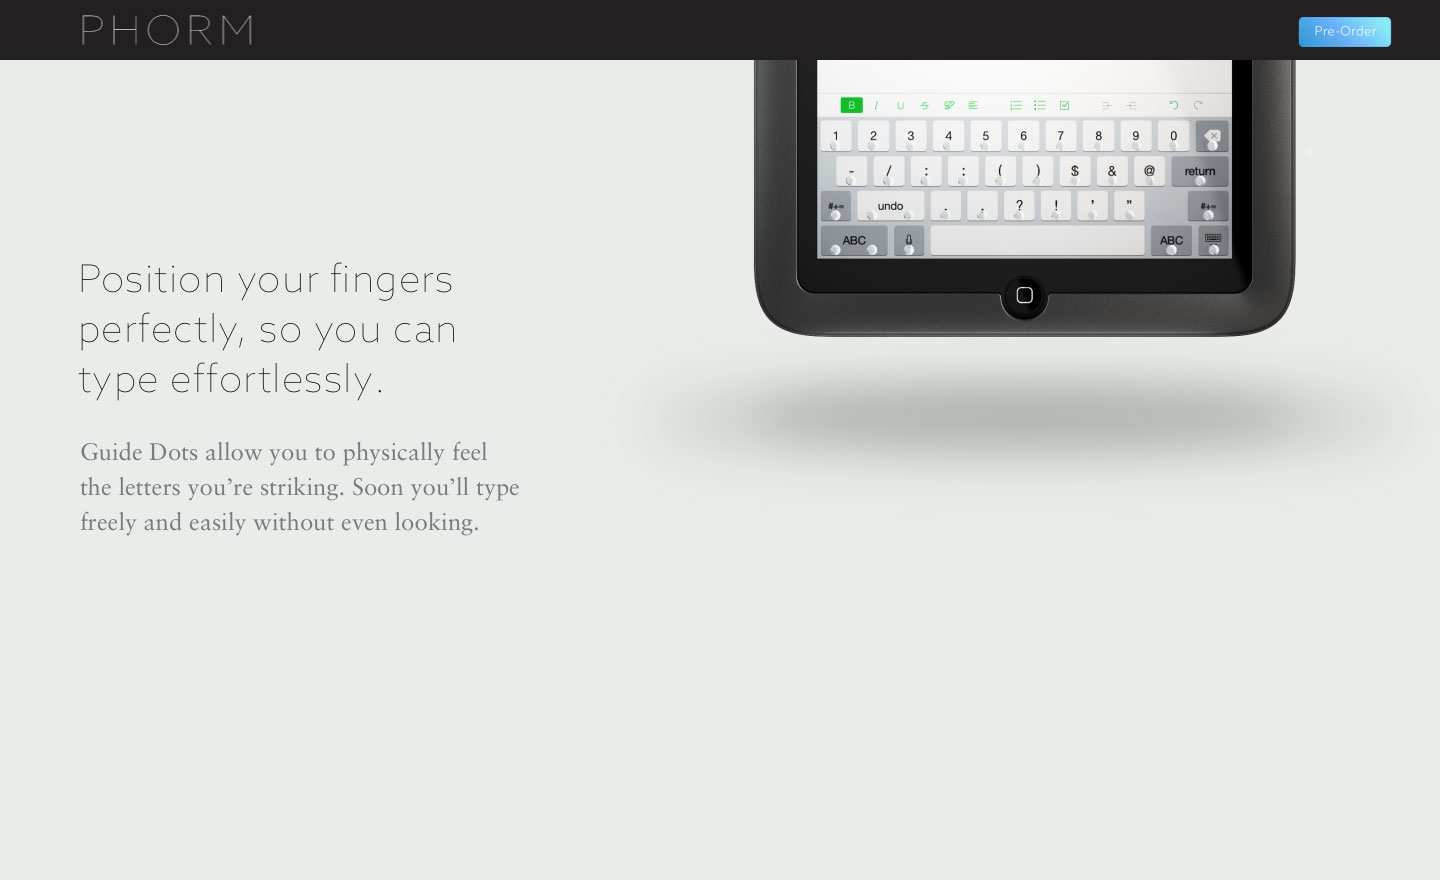 PHORM
Pre-Order
B I U S
1 2 3 4 5 6 7 8 9 0
- / : ; ( ) $ & @ return
#+= undo . , ? ! ' " #+=
ABC ABC
Position your fingers
perfectly, so you can
type effortlessly.
Guide Dots allow you to physically feel
the letters you’re striking. Soon you’ll type
freely and easily without even looking.